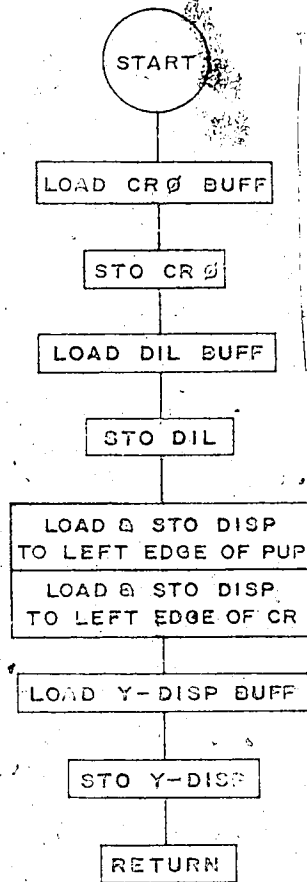 START
LOAD CRØ BUFF
STO CRØ
LOAD DIL BUFF
STO DIL
LOAD & STO DISP
TO LEFT EDGE OF PUP
LOAD & STO DISP
TO LEFT EDGE OF CR
LOAD Y-DISP BUFF
STO Y-DISP
RETURN